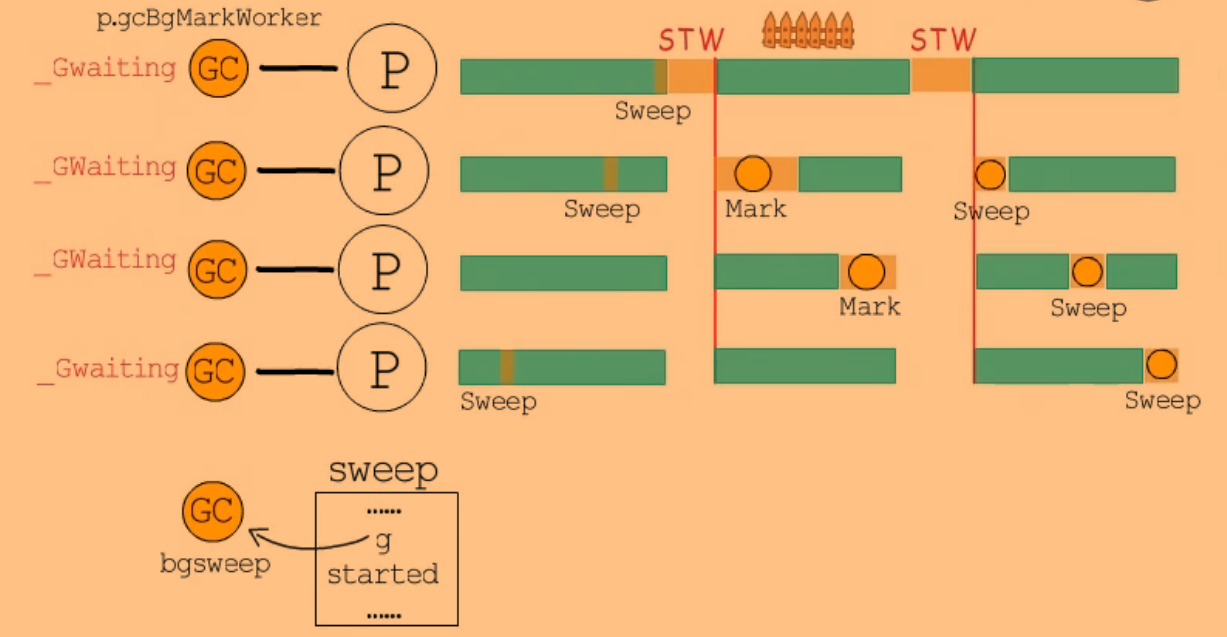 p.gcBgMarkWorker
STW
STW
_Gwaiting GC P
Sweep
_GWaiting GC P
Sweep
Mark
Sweep
_GWaiting GC P
Mark
Sweep
_Gwaiting GC P
Sweep
Sweep
sweep
GC
......
g
bgsweep
started
......